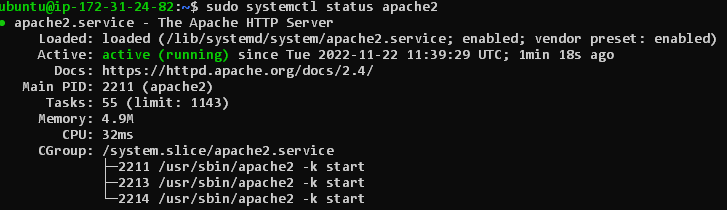 ubuntu@ip-172-31-24-82:~$ sudo systemctl status apache2
● apache2.service - The Apache HTTP Server
     Loaded: loaded (/lib/systemd/system/apache2.service; enabled; vendor preset: enabled)
     Active: active (running) since Tue 2022-11-22 11:39:29 UTC; 1min 18s ago
       Docs: https://httpd.apache.org/docs/2.4/
   Main PID: 2211 (apache2)
      Tasks: 55 (limit: 1143)
     Memory: 4.9M
        CPU: 32ms
     CGroup: /system.slice/apache2.service
             ├─2211 /usr/sbin/apache2 -k start
             ├─2213 /usr/sbin/apache2 -k start
             └─2214 /usr/sbin/apache2 -k start